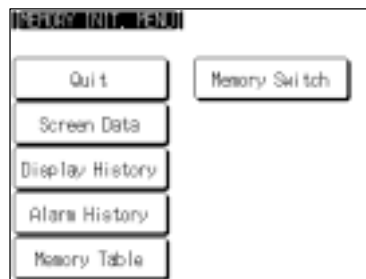 [MEMORY INIT. MENU]
Quit
Memory Switch
Screen Data
Display History
Alarm History
Memory Table